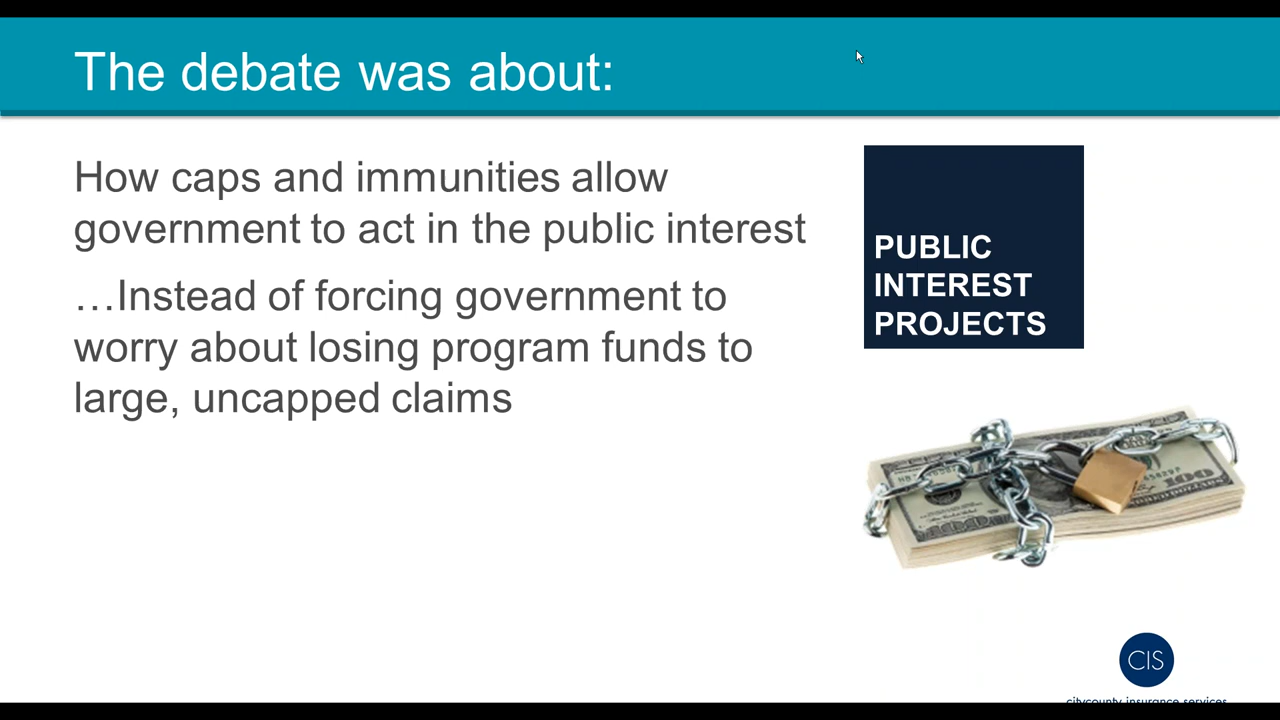 The debate was about:
How caps and immunities allow
government to act in the public interest
…Instead of forcing government to
worry about losing program funds to
large, uncapped claims
PUBLIC
INTEREST
PROJECTS
100
CIS
citycounty insurance services